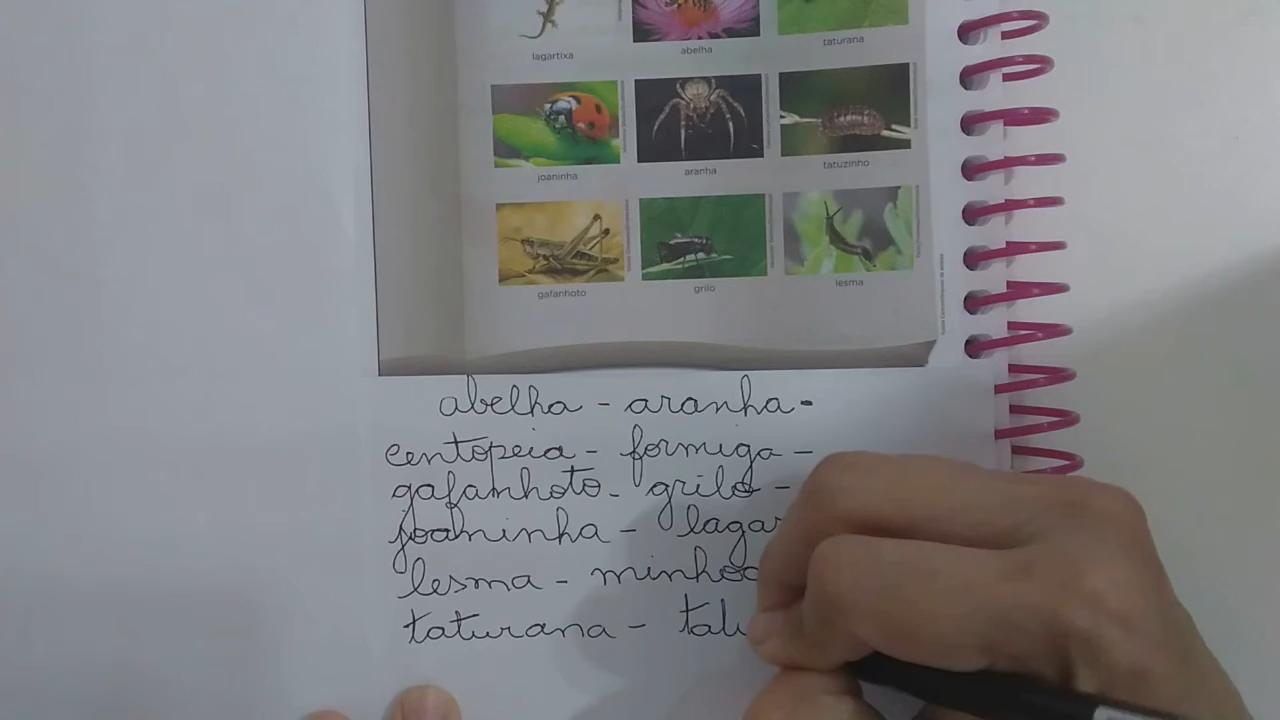 lagartixa abelha taturana
joaninha aranha tatuzinho
gafanhoto grilo lesma
abelha - aranha -
centopeia - formiga -
gafanhoto - grilo -
joaninha - lagar
lesma - minhoc
taturana - tatu